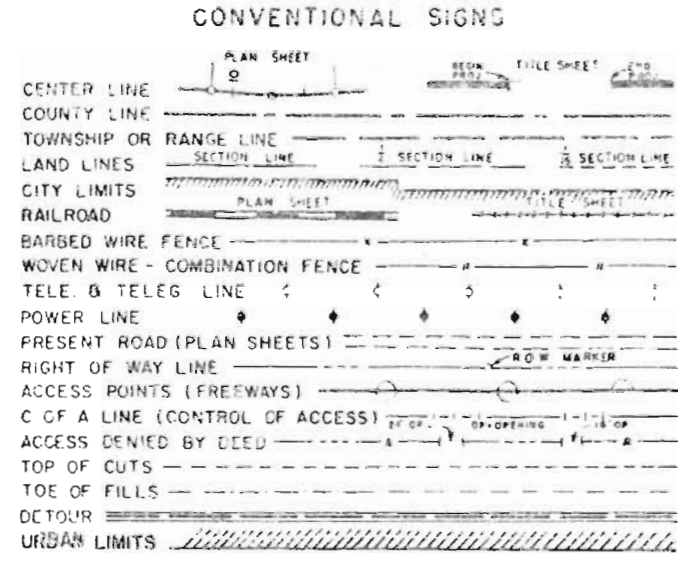 CONVENTIONAL SIGNS
PLAN SHEET
BEGIN PROJ. TITLE SHEET END PROJ.
CENTER LINE
COUNTY LINE
TOWNSHIP OR RANGE LINE
LAND LINES SECTION LINE 1/2 SECTION LINE 1/16 SECTION LINE
CITY LIMITS
PLAN SHEET TITLE SHEET
RAILROAD
BARBED WIRE FENCE x x
WOVEN WIRE - COMBINATION FENCE
TELE. & TELEG LINE
POWER LINE
PRESENT ROAD (PLAN SHEETS)
RIGHT OF WAY LINE R.O.W. MARKER
ACCESS POINTS (FREEWAYS)
C OF A LINE (CONTROL OF ACCESS)
OP=OPENING
ACCESS DENIED BY DEED
TOP OF CUTS
TOE OF FILLS
DETOUR
URBAN LIMITS